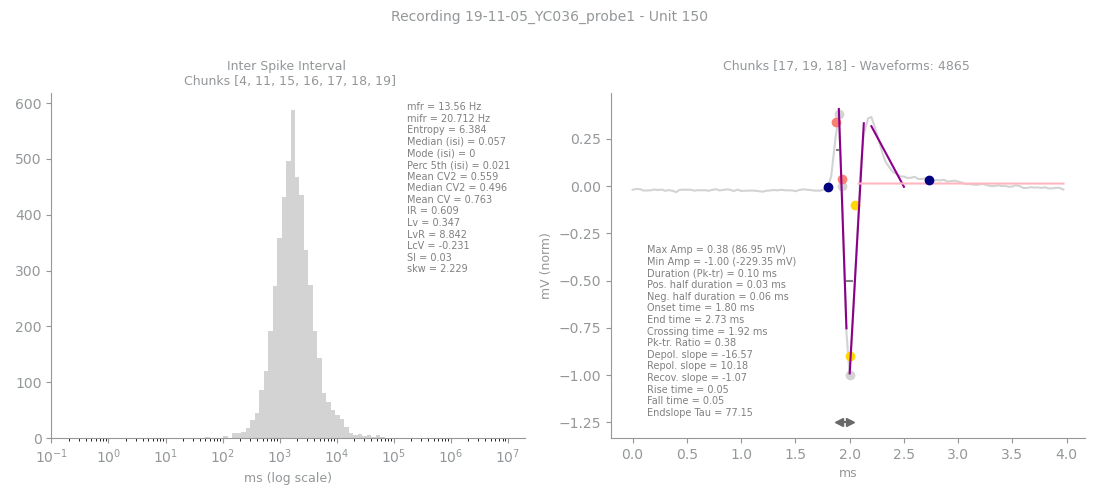 Recording 19-11-05_YC036_probe1 - Unit 150
Inter Spike Interval
Chunks [4, 11, 15, 16, 17, 18, 19]
600
500
400
300
200
100
0
mfr = 13.56 Hz
mifr = 20.712 Hz
Entropy = 6.384
Median (isi) = 0.057
Mode (isi) = 0
Perc 5th (isi) = 0.021
Mean CV2 = 0.559
Median CV2 = 0.496
Mean CV = 0.763
IR = 0.609
Lv = 0.347
LvR = 8.842
LcV = -0.231
SI = 0.03
skw = 2.229
10⁻¹ 10⁰ 10¹ 10² 10³ 10⁴ 10⁵ 10⁶ 10⁷
ms (log scale)
Chunks [17, 19, 18] - Waveforms: 4865
mV (norm)
0.25
0.00
−0.25
−0.50
−0.75
−1.00
−1.25
Max Amp = 0.38 (86.95 mV)
Min Amp = -1.00 (-229.35 mV)
Duration (Pk-tr) = 0.10 ms
Pos. half duration = 0.03 ms
Neg. half duration = 0.06 ms
Onset time = 1.80 ms
End time = 2.73 ms
Crossing time = 1.92 ms
Pk-tr. Ratio = 0.38
Depol. slope = -16.57
Repol. slope = 10.18
Recov. slope = -1.07
Rise time = 0.05
Fall time = 0.05
Endslope Tau = 77.15
0.0 0.5 1.0 1.5 2.0 2.5 3.0 3.5 4.0
ms